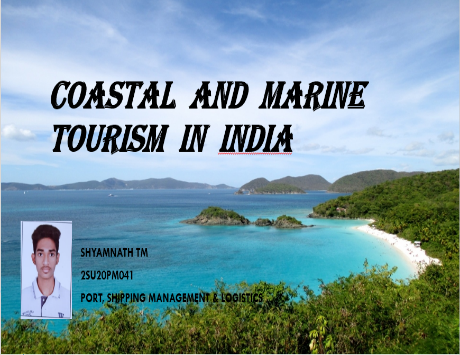 COASTAL AND MARINE
TOURISM IN INDIA
SHYAMNATH TM
2SU20PM041
PORT, SHIPPING MANAGEMENT & LOGISTICS